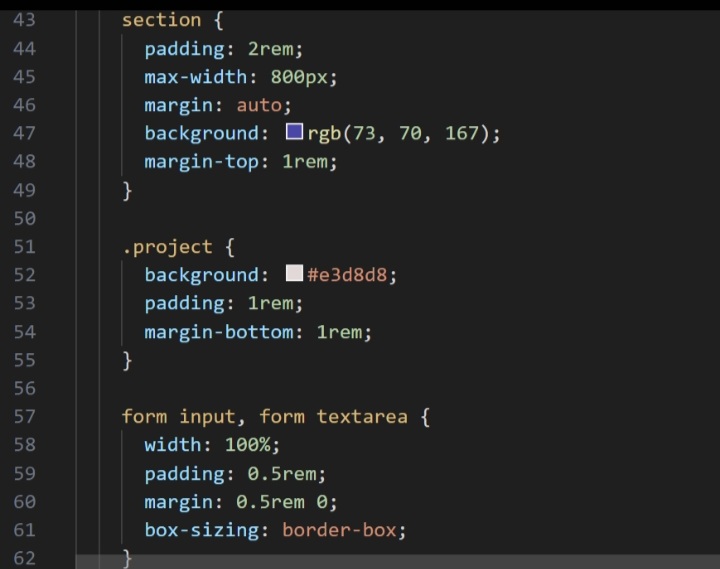 43 section {
44 padding: 2rem;
45 max-width: 800px;
46 margin: auto;
47 background: rgb(73, 70, 167);
48 margin-top: 1rem;
49 }
50
51 .project {
52 background: #e3d8d8;
53 padding: 1rem;
54 margin-bottom: 1rem;
55 }
56
57 form input, form textarea {
58 width: 100%;
59 padding: 0.5rem;
60 margin: 0.5rem 0;
61 box-sizing: border-box;
62 }